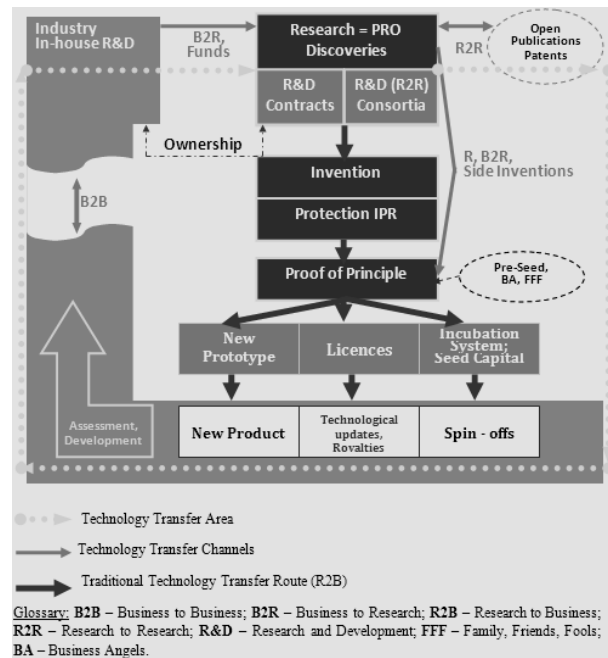 Industry
In-house R&D
B2R,
Funds
Research = PRO
Discoveries
R2R
Open
Publications
Patents
R&D
Contracts
R&D (R2R)
Consortia
Ownership
R, B2R,
Side Inventions
Invention
B2B
Protection IPR
Proof of Principle
Pre-Seed,
BA, FFF
New
Prototype
Licences
Incubation
System;
Seed Capital
Assessment,
Development
New Product
Technological
updates,
Rovalties
Spin - offs
Technology Transfer Area
Technology Transfer Channels
Traditional Technology Transfer Route (R2B)
Glossary: B2B – Business to Business; B2R – Business to Research; R2B – Research to Business;
R2R – Research to Research; R&D – Research and Development; FFF – Family, Friends, Fools;
BA – Business Angels.